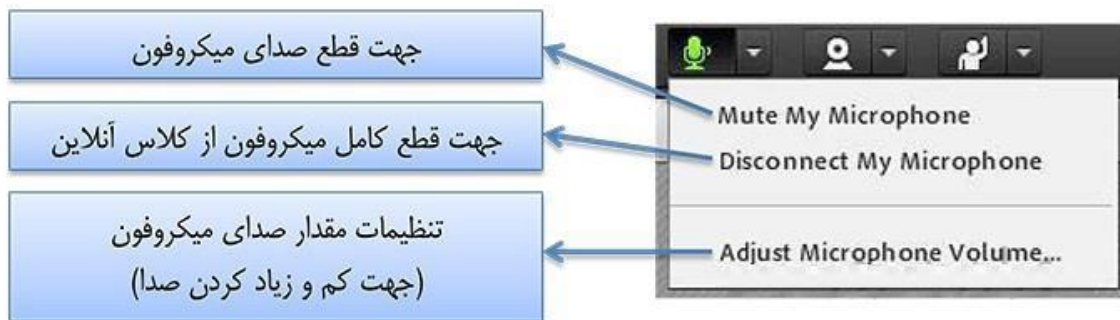 جهت قطع صدای میکروفون
جهت قطع کامل میکروفون از کلاس آنلاین
تنظیمات مقدار صدای میکروفون
(جهت کم و زیاد کردن صدا)
Mute My Microphone
Disconnect My Microphone
Adjust Microphone Volume...